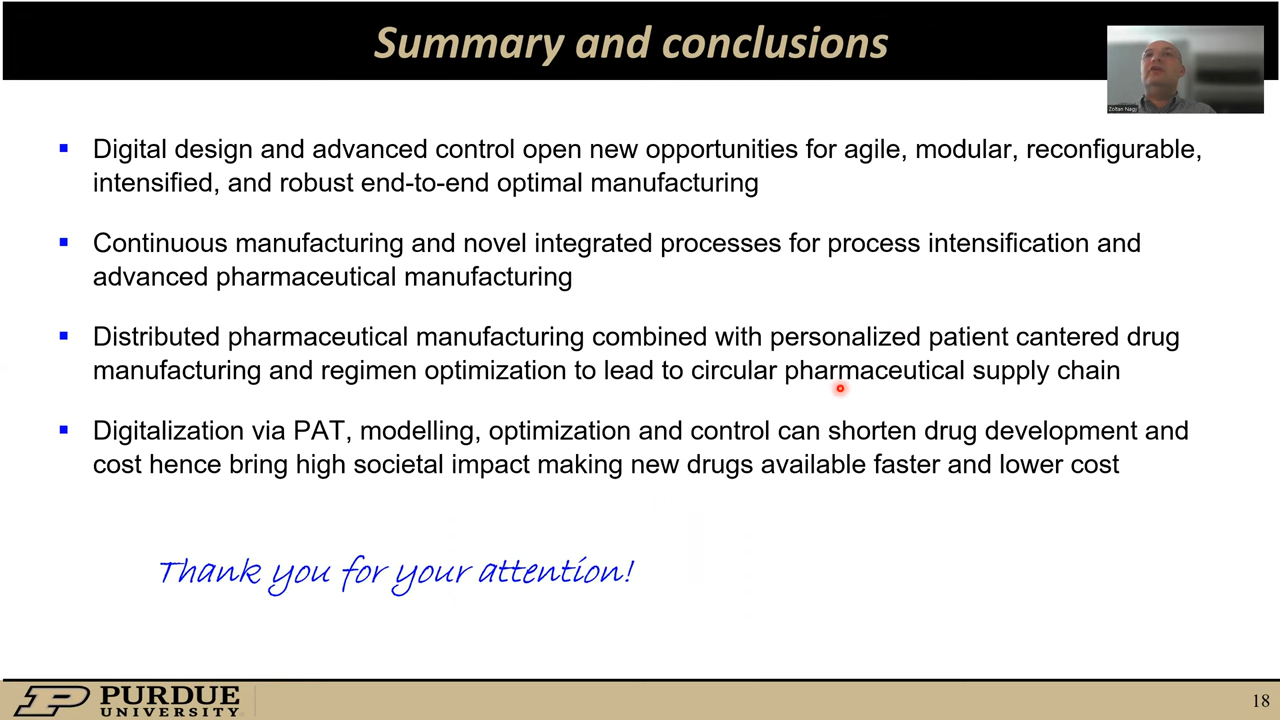 Summary and conclusions
Zoltan Nagy
Digital design and advanced control open new opportunities for agile, modular, reconfigurable,
intensified, and robust end-to-end optimal manufacturing
Continuous manufacturing and novel integrated processes for process intensification and
advanced pharmaceutical manufacturing
Distributed pharmaceutical manufacturing combined with personalized patient cantered drug
manufacturing and regimen optimization to lead to circular pharmaceutical supply chain
Digitalization via PAT, modelling, optimization and control can shorten drug development and
cost hence bring high societal impact making new drugs available faster and lower cost
Thank you for your attention!
PURDUE
UNIVERSITY
18